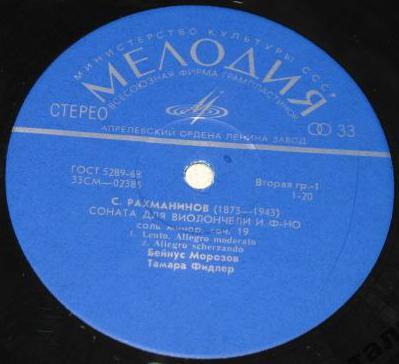 МИНИСТЕРСТВО КУЛЬТУРЫ СССР
МЕЛОДИЯ
ВСЕСОЮЗНАЯ ФИРМА ГРАМПЛАСТИНОК
СТЕРЕО
33
АПРЕЛЕВСКИЙ ОРДЕНА ЛЕНИНА ЗАВОД
ГОСТ 5289-68
33СМ—02385
Вторая гр.-1
1-20
С. РАХМАНИНОВ (1873—1943)
СОНАТА ДЛЯ ВИОЛОНЧЕЛИ И Ф-НО
соль минор, соч. 19
1. Lento. Allegro moderato
2. Allegro scherzando
Бейнус Морозов
Тамара Фидлер